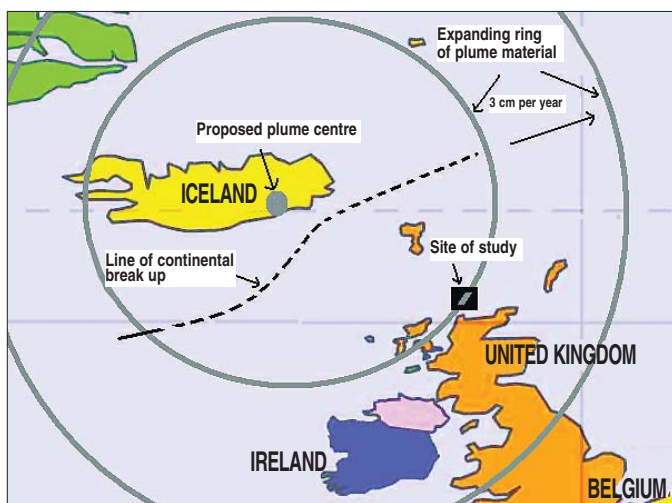 Expanding ring
of plume material
3 cm per year
Proposed plume centre
ICELAND
Site of study
Line of continental
break up
UNITED KINGDOM
IRELAND
BELGIUM